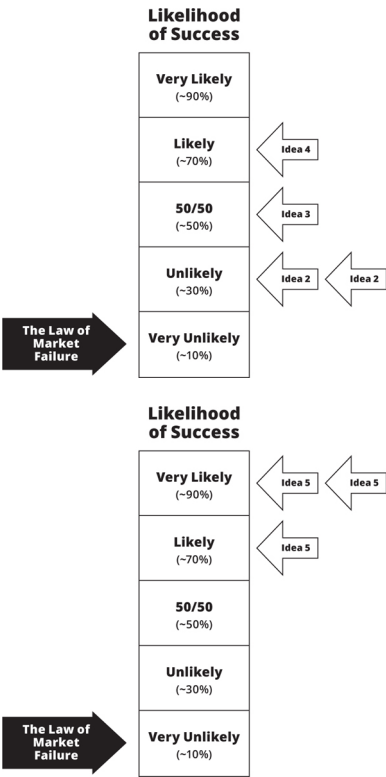 Likelihood
of Success
Very Likely
(~90%)
Likely
(~70%)
Idea 4
50/50
(~50%)
Idea 3
Unlikely
(~30%)
Idea 2
Idea 2
The Law of
Market
Failure
Very Unlikely
(~10%)
Likelihood
of Success
Very Likely
(~90%)
Idea 5
Idea 5
Likely
(~70%)
Idea 5
50/50
(~50%)
Unlikely
(~30%)
The Law of
Market
Failure
Very Unlikely
(~10%)